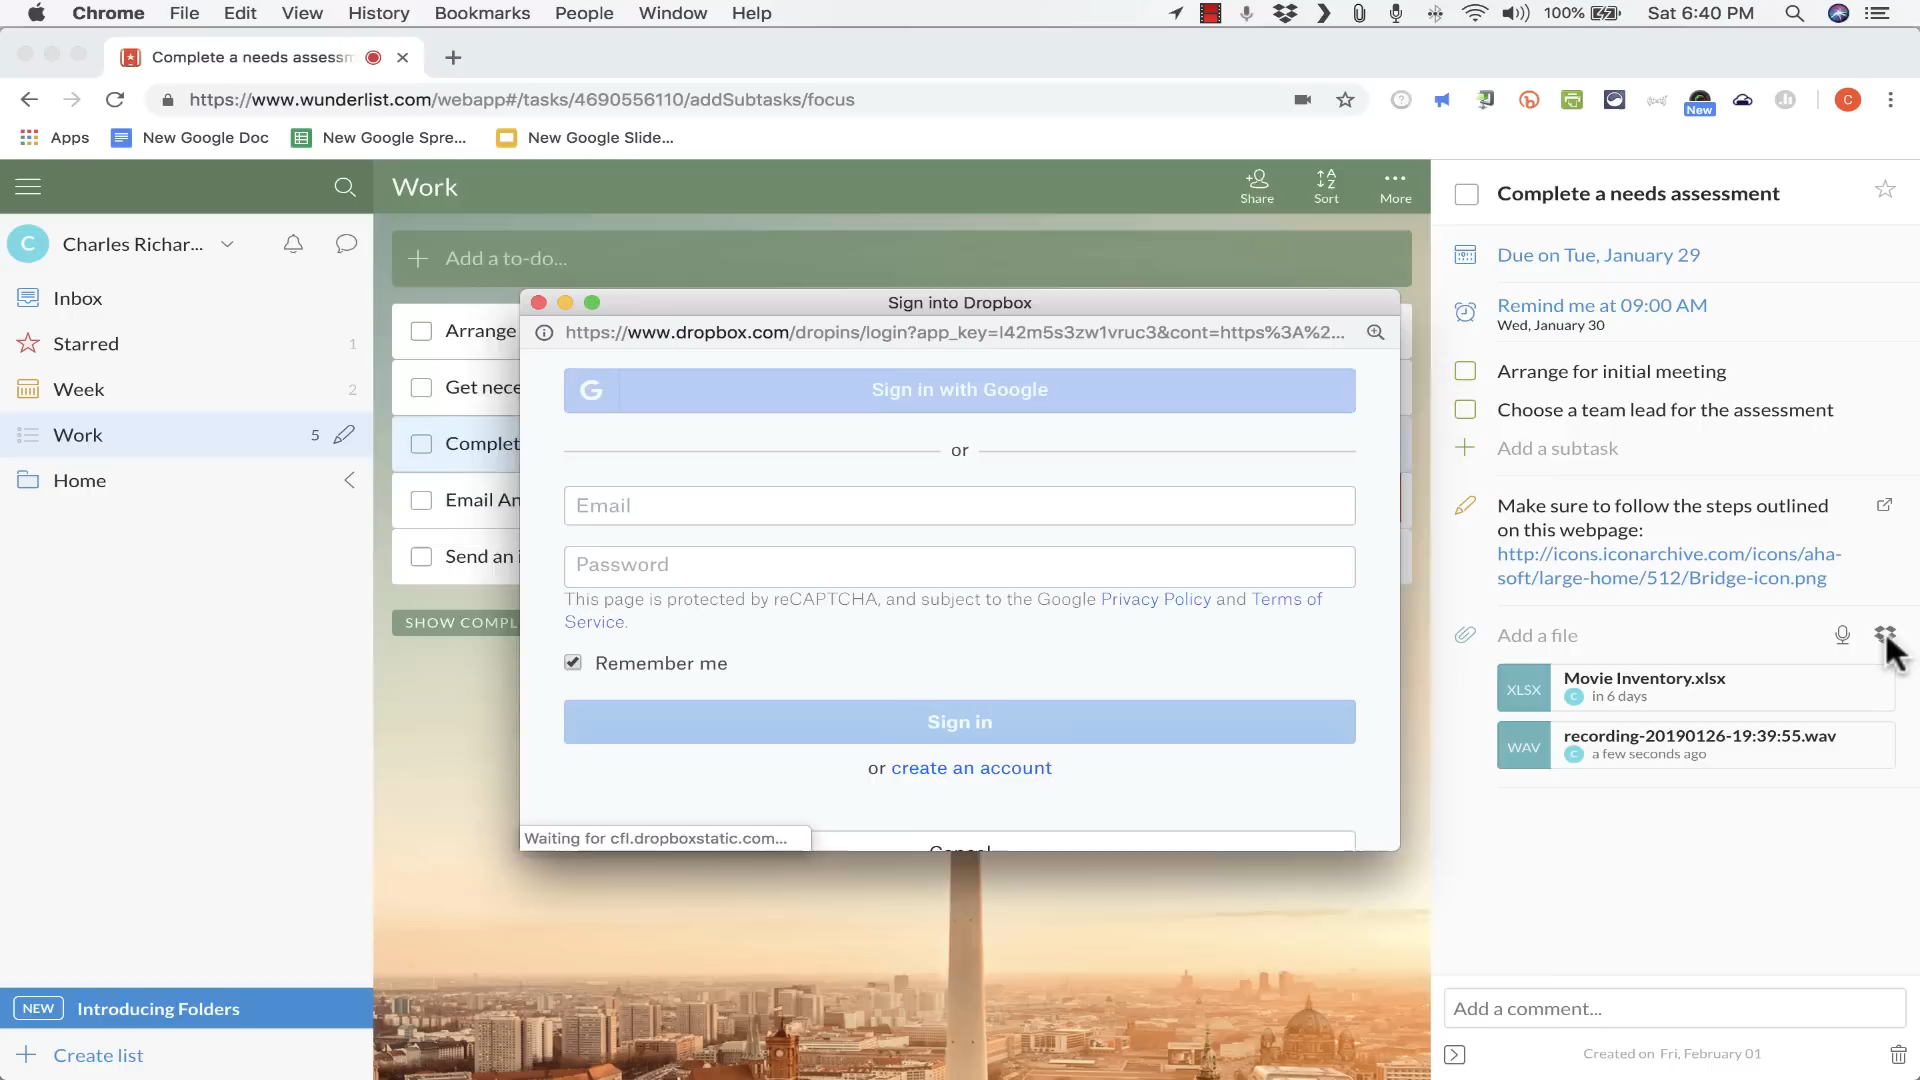 Chrome File Edit View History Bookmarks People Window Help 100% Sat 6:40 PM
Complete a needs assessm
https://www.wunderlist.com/webapp#/tasks/4690556110/addSubtasks/focus
New
C
Apps New Google Doc New Google Spre... New Google Slide...
Work
Share
Sort
More
Complete a needs assessment
C
Charles Richar...
Inbox
Starred 1
Week 2
Work 5
Home
NEW Introducing Folders
Create list
Add a to-do...
Arrange
Get nece
Complet
Email An
Send an i
SHOW COMPL
Sign into Dropbox
https://www.dropbox.com/dropins/login?app_key=l42m5s3zw1vruc3&cont=https%3A%2...
G Sign in with Google
or
Email
Password
This page is protected by reCAPTCHA, and subject to the Google Privacy Policy and Terms of
Service.
Remember me
Sign in
or create an account
Cancel
Waiting for cfl.dropboxstatic.com...
Due on Tue, January 29
Remind me at 09:00 AM
Wed, January 30
Arrange for initial meeting
Choose a team lead for the assessment
Add a subtask
Make sure to follow the steps outlined
on this webpage:
http://icons.iconarchive.com/icons/aha-
soft/large-home/512/Bridge-icon.png
Add a file
XLSX
Movie Inventory.xlsx
C in 6 days
WAV
recording-20190126-19:39:55.wav
C a few seconds ago
Add a comment...
Created on Fri, February 01